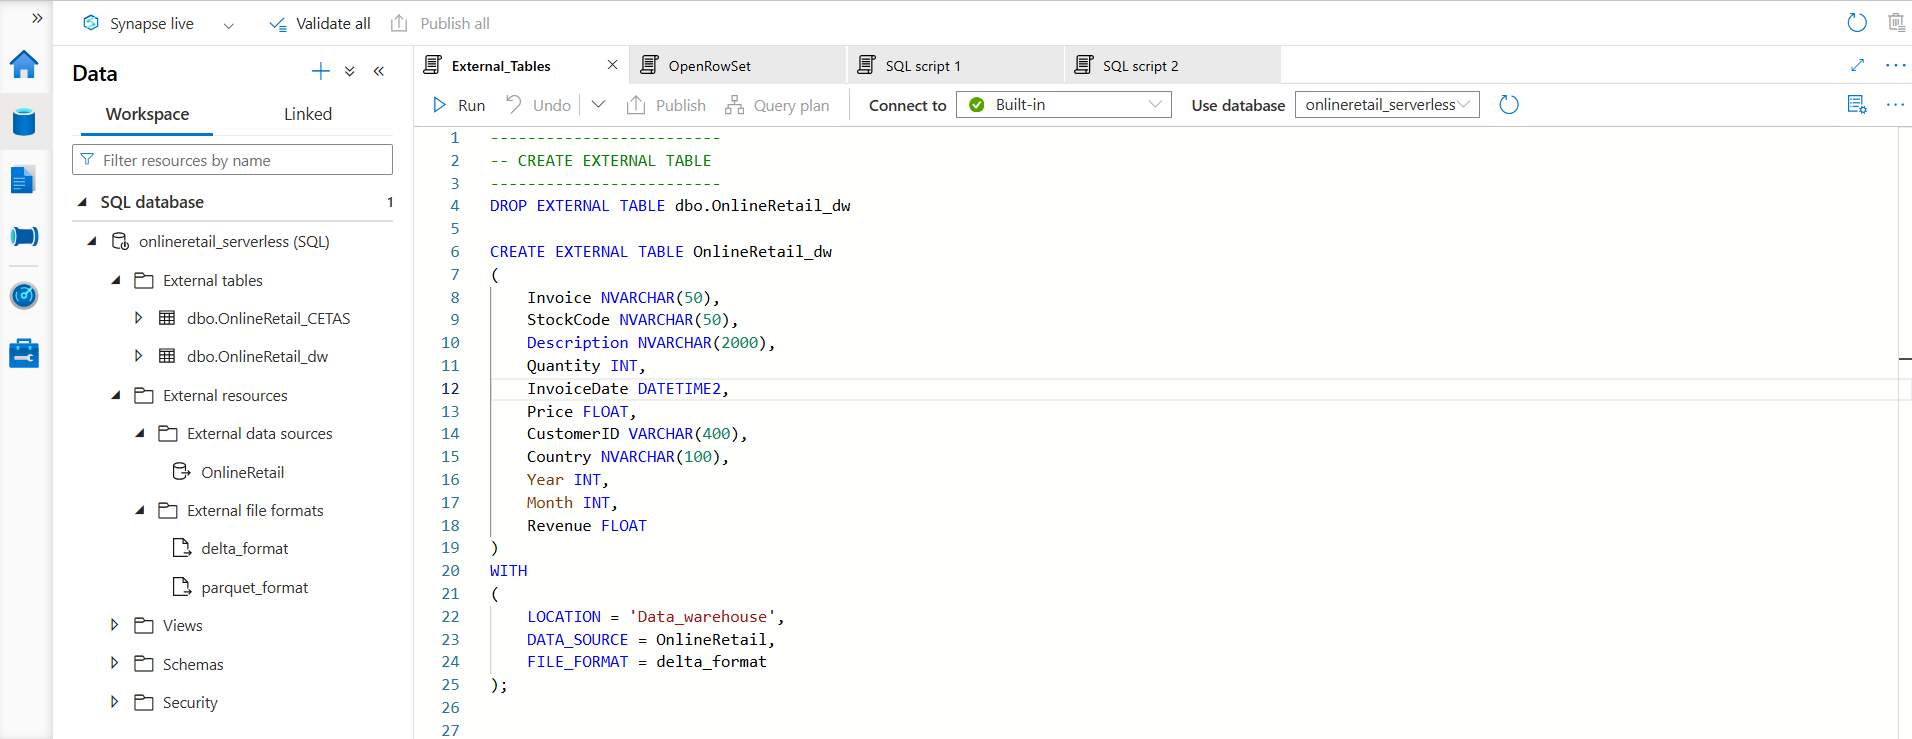 Synapse live
Validate all
Publish all
Data
Workspace
Linked
Filter resources by name
SQL database
1
onlineretail_serverless (SQL)
External tables
dbo.OnlineRetail_CETAS
dbo.OnlineRetail_dw
External resources
External data sources
OnlineRetail
External file formats
delta_format
parquet_format
Views
Schemas
Security
External_Tables
OpenRowSet
SQL script 1
SQL script 2
Run
Undo
Publish
Query plan
Connect to
Built-in
Use database
onlineretail_serverless
1 -------------------------
2 -- CREATE EXTERNAL TABLE
3 -------------------------
4 DROP EXTERNAL TABLE dbo.OnlineRetail_dw
5
6 CREATE EXTERNAL TABLE OnlineRetail_dw
7 (
8 Invoice NVARCHAR(50),
9 StockCode NVARCHAR(50),
10 Description NVARCHAR(2000),
11 Quantity INT,
12 InvoiceDate DATETIME2,
13 Price FLOAT,
14 CustomerID VARCHAR(400),
15 Country NVARCHAR(100),
16 Year INT,
17 Month INT,
18 Revenue FLOAT
19 )
20 WITH
21 (
22 LOCATION = 'Data_warehouse',
23 DATA_SOURCE = OnlineRetail,
24 FILE_FORMAT = delta_format
25 );
26
27